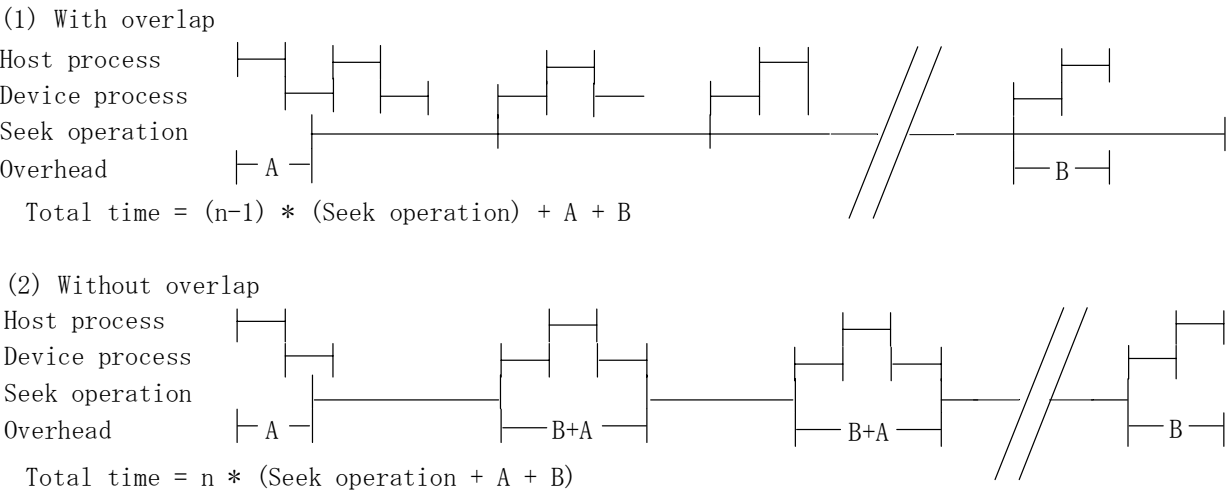 (1) With overlap
Host process
Device process
Seek operation
Overhead A B
Total time = (n-1) * (Seek operation) + A + B
(2) Without overlap
Host process
Device process
Seek operation
Overhead A B+A B+A B
Total time = n * (Seek operation + A + B)